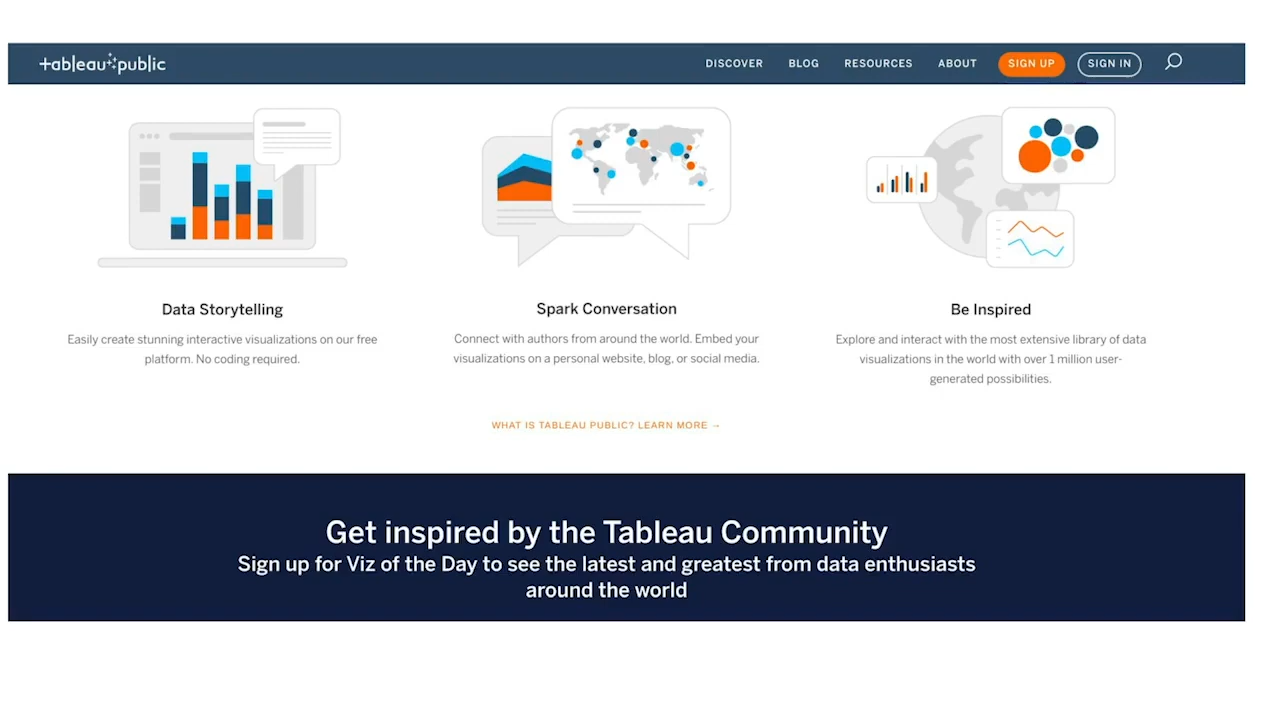 tableau public
DISCOVER BLOG RESOURCES ABOUT SIGN UP SIGN IN
Data Storytelling
Easily create stunning interactive visualizations on our free
platform. No coding required.
Spark Conversation
Connect with authors from around the world. Embed your
visualizations on a personal website, blog, or social media.
Be Inspired
Explore and interact with the most extensive library of data
visualizations in the world with over 1 million user-
generated possibilities.
WHAT IS TABLEAU PUBLIC? LEARN MORE →
Get inspired by the Tableau Community
Sign up for Viz of the Day to see the latest and greatest from data enthusiasts
around the world